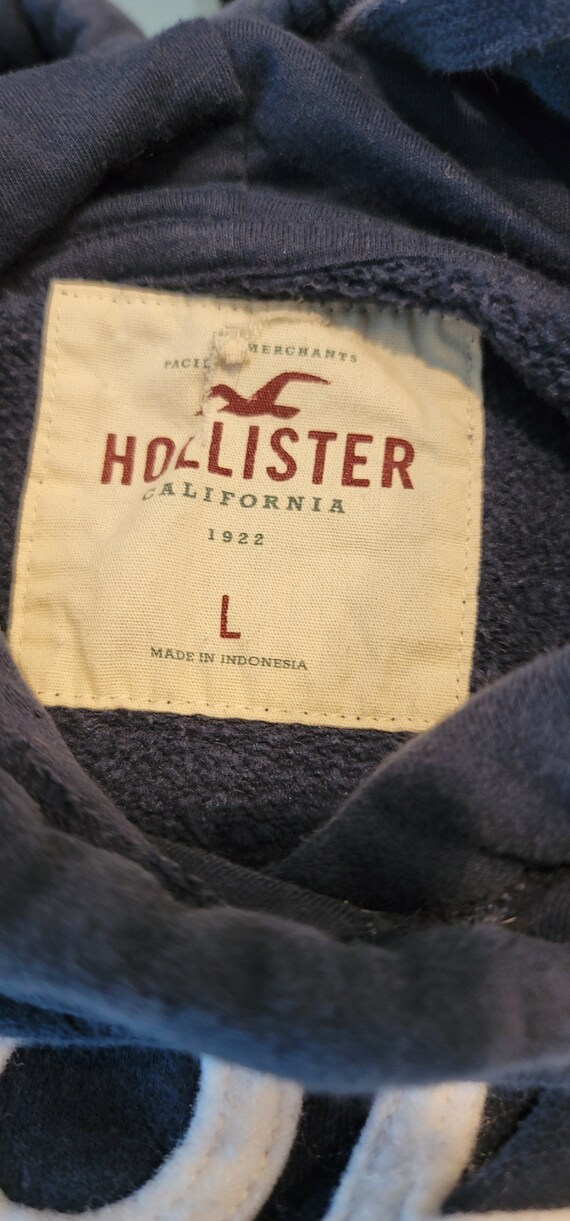 MERCHANTS
HOLLISTER
CALIFORNIA
1922
L
MADE IN INDONESIA